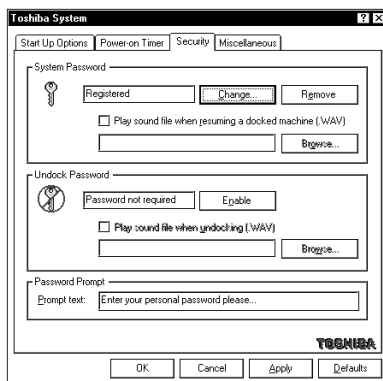 Toshiba System
Start Up Options Power-on Timer Security Miscellaneous
System Password
Registered Change... Remove
Play sound file when resuming a docked machine (.WAV)
Browse...
Undock Password
Password not required Enable
Play sound file when undocking (.WAV)
Browse...
Password Prompt
Prompt text: Enter your personal password please...
TOSHIBA
OK Cancel Apply Defaults